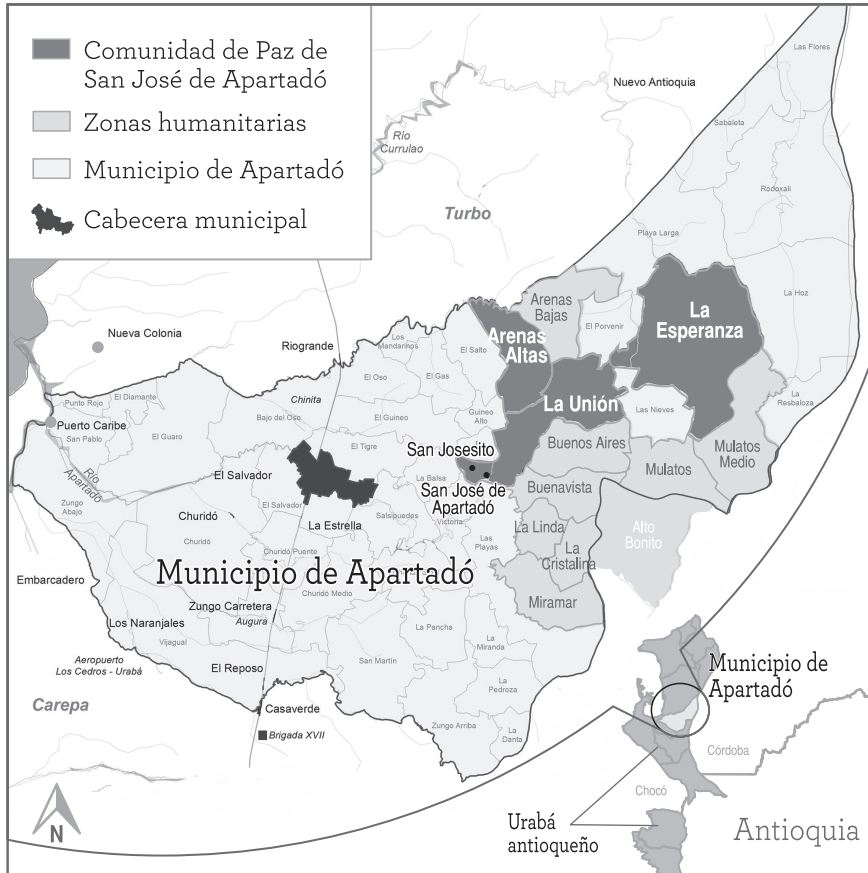 Comunidad de Paz de
San José de Apartadó
Zonas humanitarias
Municipio de Apartadó
Cabecera municipal
Las Flores
Nuevo Antioquia
Río
Currulao
Sabaleta
Rodoxalí
Turbo
Playa Larga
La Hoz
Arenas
Bajas
La
Esperanza
El Porvenir
Nueva Colonia
Riogrande
Los
Mandarinos
El Salto
Arenas
Altas
El Oso
El Gas
Punto Rojo
El Diamante
Chinita
La Unión
La
Resbaloza
Bajo del Oso
El Guineo
Guineo
Alto
Las Nieves
Puerto Caribe
San Pablo
El Guaro
El Tigre
San Josesito
Buenos Aires
Mulatos
Medio
Río
Apartadó
El Salvador
La Balsa
San José de
Apartadó
Mulatos
Buenavista
Zungo
Abajo
El Salvador
Salsipuedes
Victoria
Churidó
La Estrella
La Linda
Alto
Bonito
Churidó
Churidó Puente
Las
Playas
La
Cristalina
Municipio de Apartadó
Embarcadero
Churidó Medio
Zungo Carretera
Miramar
Los Naranjales
Augura
La Pancha
Vijagual
La
Miranda
Aeropuerto
Los Cedros - Urabá
El Reposo
San Martín
Municipio de
Apartadó
La
Pedroza
Carepa
Casaverde
Zungo Arriba
La
Danta
Brigada XVII
Córdoba
Chocó
N
Urabá
antioqueño
Antioquia